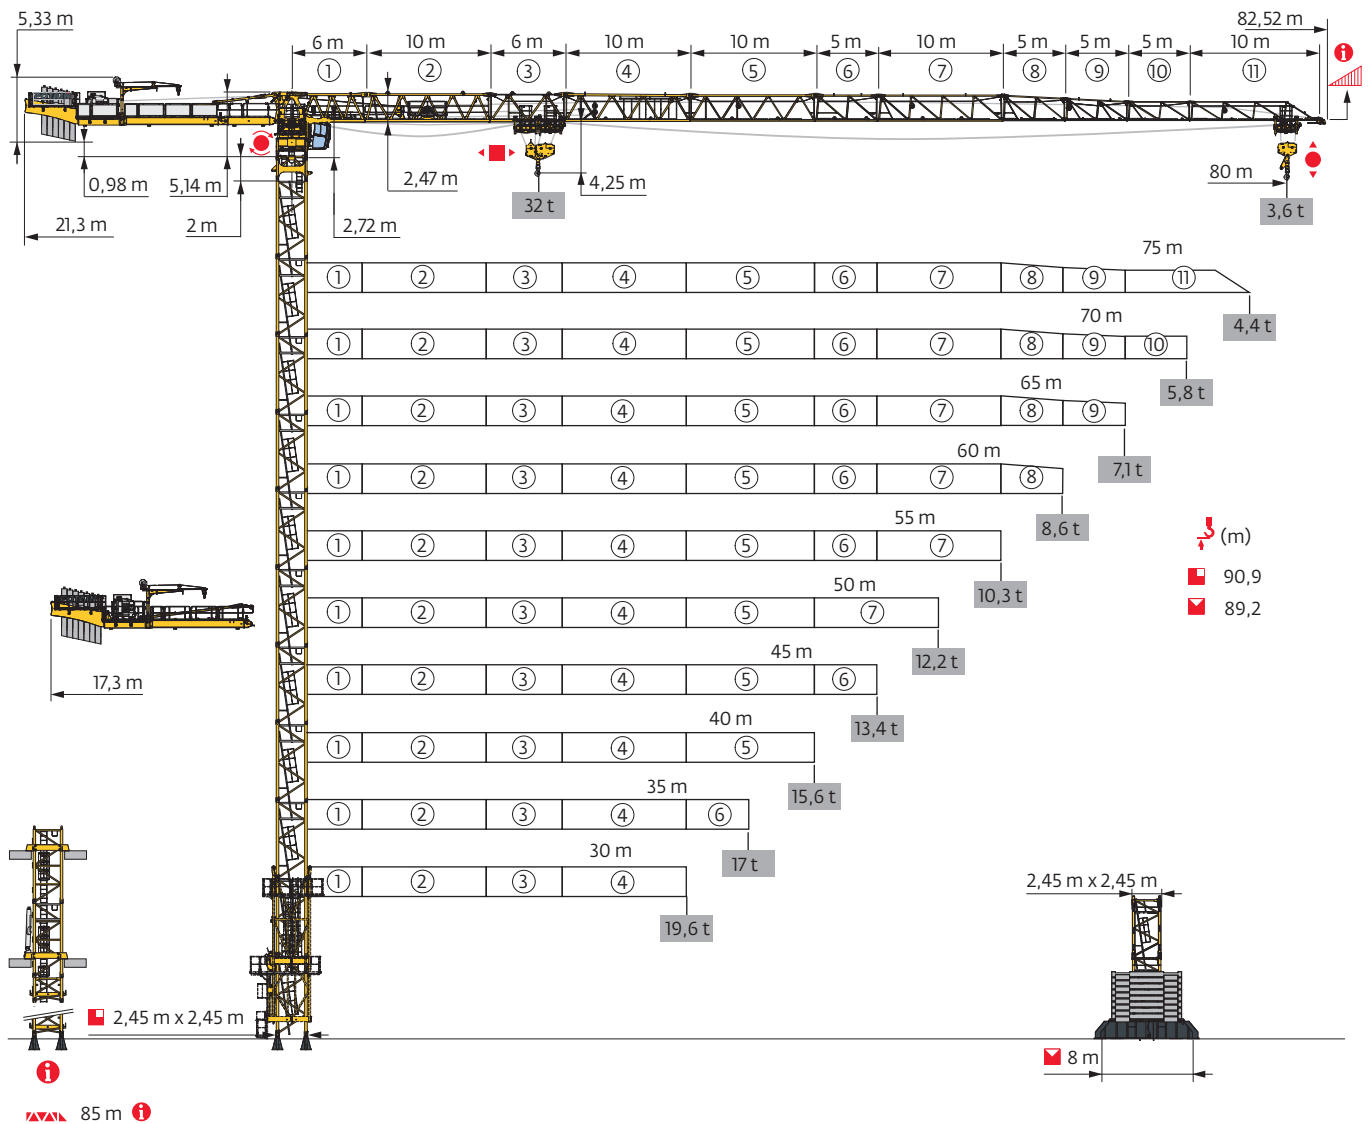 5,33 m
82,52 m
6 m 10 m 6 m 10 m 10 m 5 m 10 m 5 m 5 m 5 m 10 m
① ② ③ ④ ⑤ ⑥ ⑦ ⑧ ⑨ ⑩ ⑪
i
0,98 m 5,14 m 2,47 m 4,25 m 80 m
32 t 3,6 t
21,3 m 2 m 2,72 m
75 m
① ② ③ ④ ⑤ ⑥ ⑦ ⑧ ⑨ ⑪
4,4 t
70 m
① ② ③ ④ ⑤ ⑥ ⑦ ⑧ ⑨ ⑩
5,8 t
65 m
① ② ③ ④ ⑤ ⑥ ⑦ ⑧ ⑨
7,1 t
60 m
① ② ③ ④ ⑤ ⑥ ⑦ ⑧
8,6 t
55 m
① ② ③ ④ ⑤ ⑥ ⑦
10,3 t
(m)
90,9
89,2
50 m
① ② ③ ④ ⑤ ⑦
12,2 t
17,3 m
45 m
① ② ③ ④ ⑤ ⑥
13,4 t
40 m
① ② ③ ④ ⑤
15,6 t
35 m
① ② ③ ④ ⑥
17 t
30 m
① ② ③ ④
19,6 t
2,45 m x 2,45 m
2,45 m x 2,45 m
8 m
i
85 m i